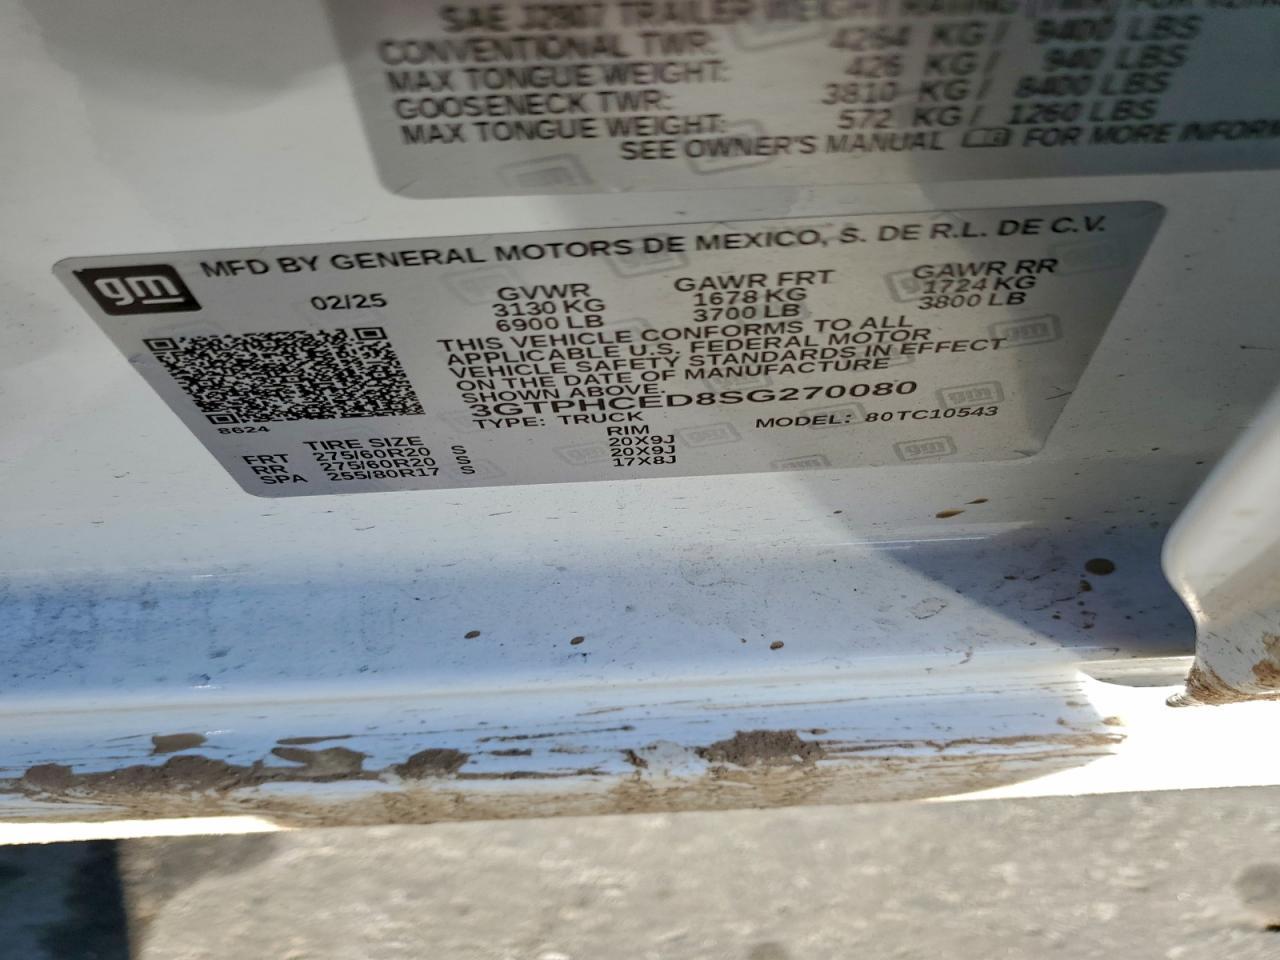 SAE J2807 TRAILER WEIGHT RATING (TWR) FOR
CONVENTIONAL TWR: 4264 KG / 9400 LBS
MAX TONGUE WEIGHT: 426 KG / 940 LBS
GOOSENECK TWR: 3810 KG / 8400 LBS
MAX TONGUE WEIGHT: 572 KG / 1260 LBS
SEE OWNER'S MANUAL FOR MORE INFORM
gm
MFD BY GENERAL MOTORS DE MEXICO, S. DE R.L. DE C.V.
02/25 GVWR GAWR FRT GAWR RR
3130 KG 1678 KG 1724 KG
6900 LB 3700 LB 3800 LB
THIS VEHICLE CONFORMS TO ALL
APPLICABLE U.S. FEDERAL MOTOR
VEHICLE SAFETY STANDARDS IN EFFECT
ON THE DATE OF MANUFACTURE
SHOWN ABOVE.
3GTPHCED8SG270080
8624 TYPE: TRUCK MODEL: 80TC10543
TIRE SIZE RIM
FRT 275/60R20 S 20X9J
RR 275/60R20 S 20X9J
SPA 255/80R17 S 17X8J